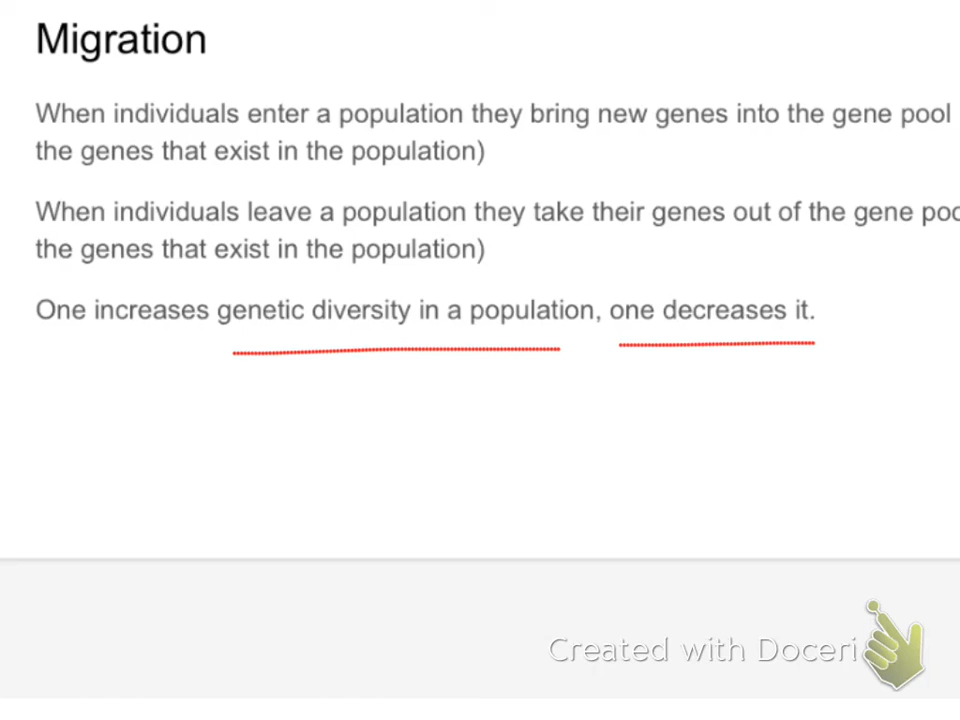 Migration
When individuals enter a population they bring new genes into the gene pool
the genes that exist in the population)
When individuals leave a population they take their genes out of the gene
the genes that exist in the population)
One increases genetic diversity in a population, one decreases it.
Created with Doceri